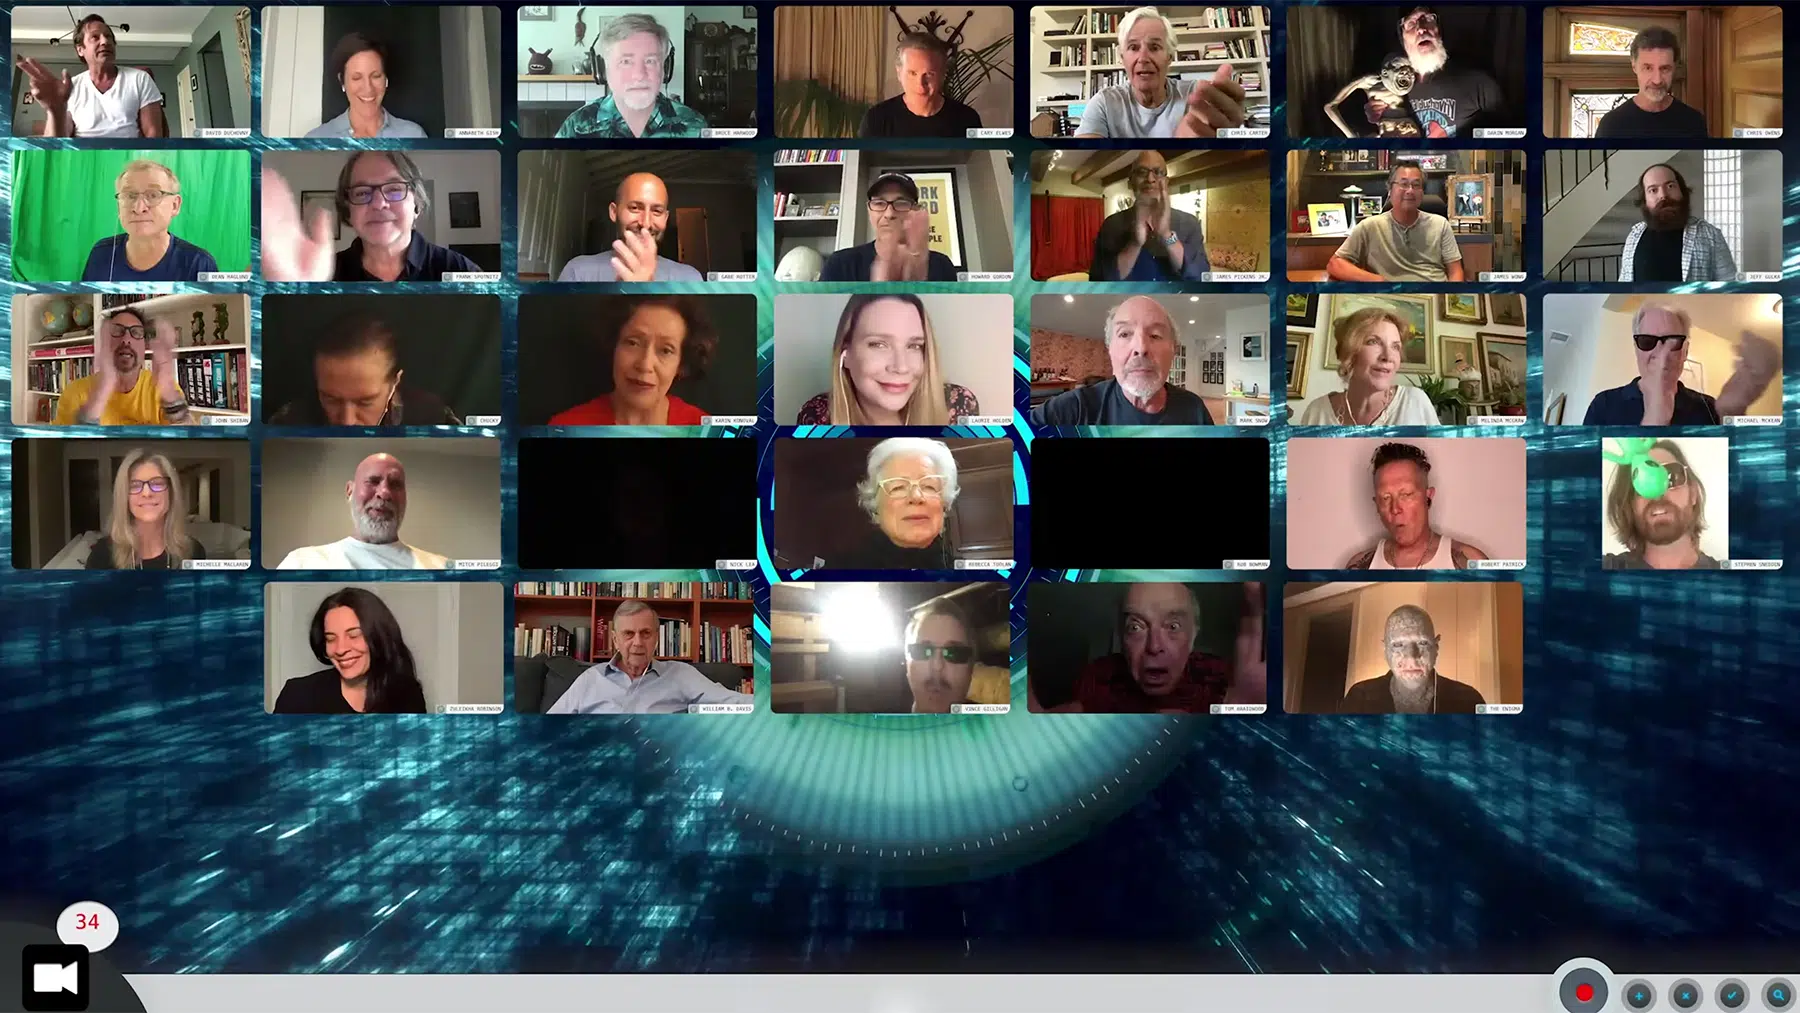 DAVID DUCHOVNY
ANNABETH GISH
BRUCE HARWOOD
CARY ELWES
CHRIS CARTER
DARIN MORGAN
CHRIS OWENS
DEAN HAGLUND
FRANK SPOTNITZ
GABE ROTTER
HOWARD GORDON
JAMES PICKENS JR.
JAMES WONG
JEFF GULKA
JOHN SHIBAN
CHUCKY
KARIN KONOVAL
LAURIE HOLDEN
MARK SNOW
MELINDA MCGRAW
MICHAEL MCKEAN
MICHELLE MACLAREN
MITCH PILEGGI
NICK LEA
REBECCA TOOLAN
ROB BOWMAN
ROBERT PATRICK
ZULEIKHA ROBINSON
WILLIAM B. DAVIS
VINCE GILLIGAN
TOM BRAIDWOOD
THE ENIGMA
34